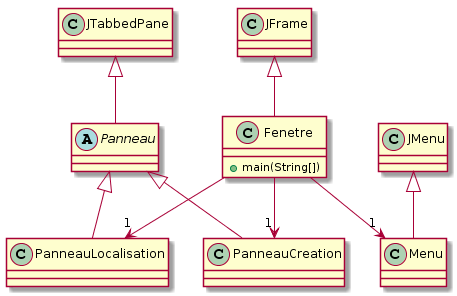 C JTabbedPane
C JFrame
A Panneau
C Fenetre
main(String[])
C JMenu
1
1
1
C PanneauLocalisation
C PanneauCreation
C Menu